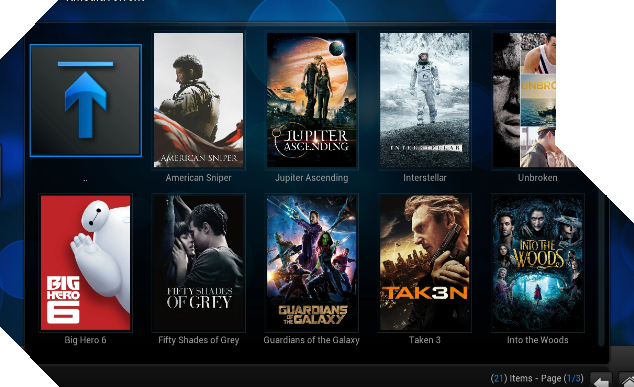 ..
AMERICAN SNIPER
American Sniper
JUPITER
ASCENDING
Jupiter Ascending
INTERSTELLAR
Interstellar
UNBRO
Unbroken
BIG
HERO
6
Big Hero 6
FIFTY SHADES
OF GREY
Fifty Shades of Grey
GUARDIANS
OF THE
GALAXY
Guardians of the Galaxy
TAK3N
Taken 3
INTO THE
WOODS
Into the Woods
(21) Items - Page (1/3)